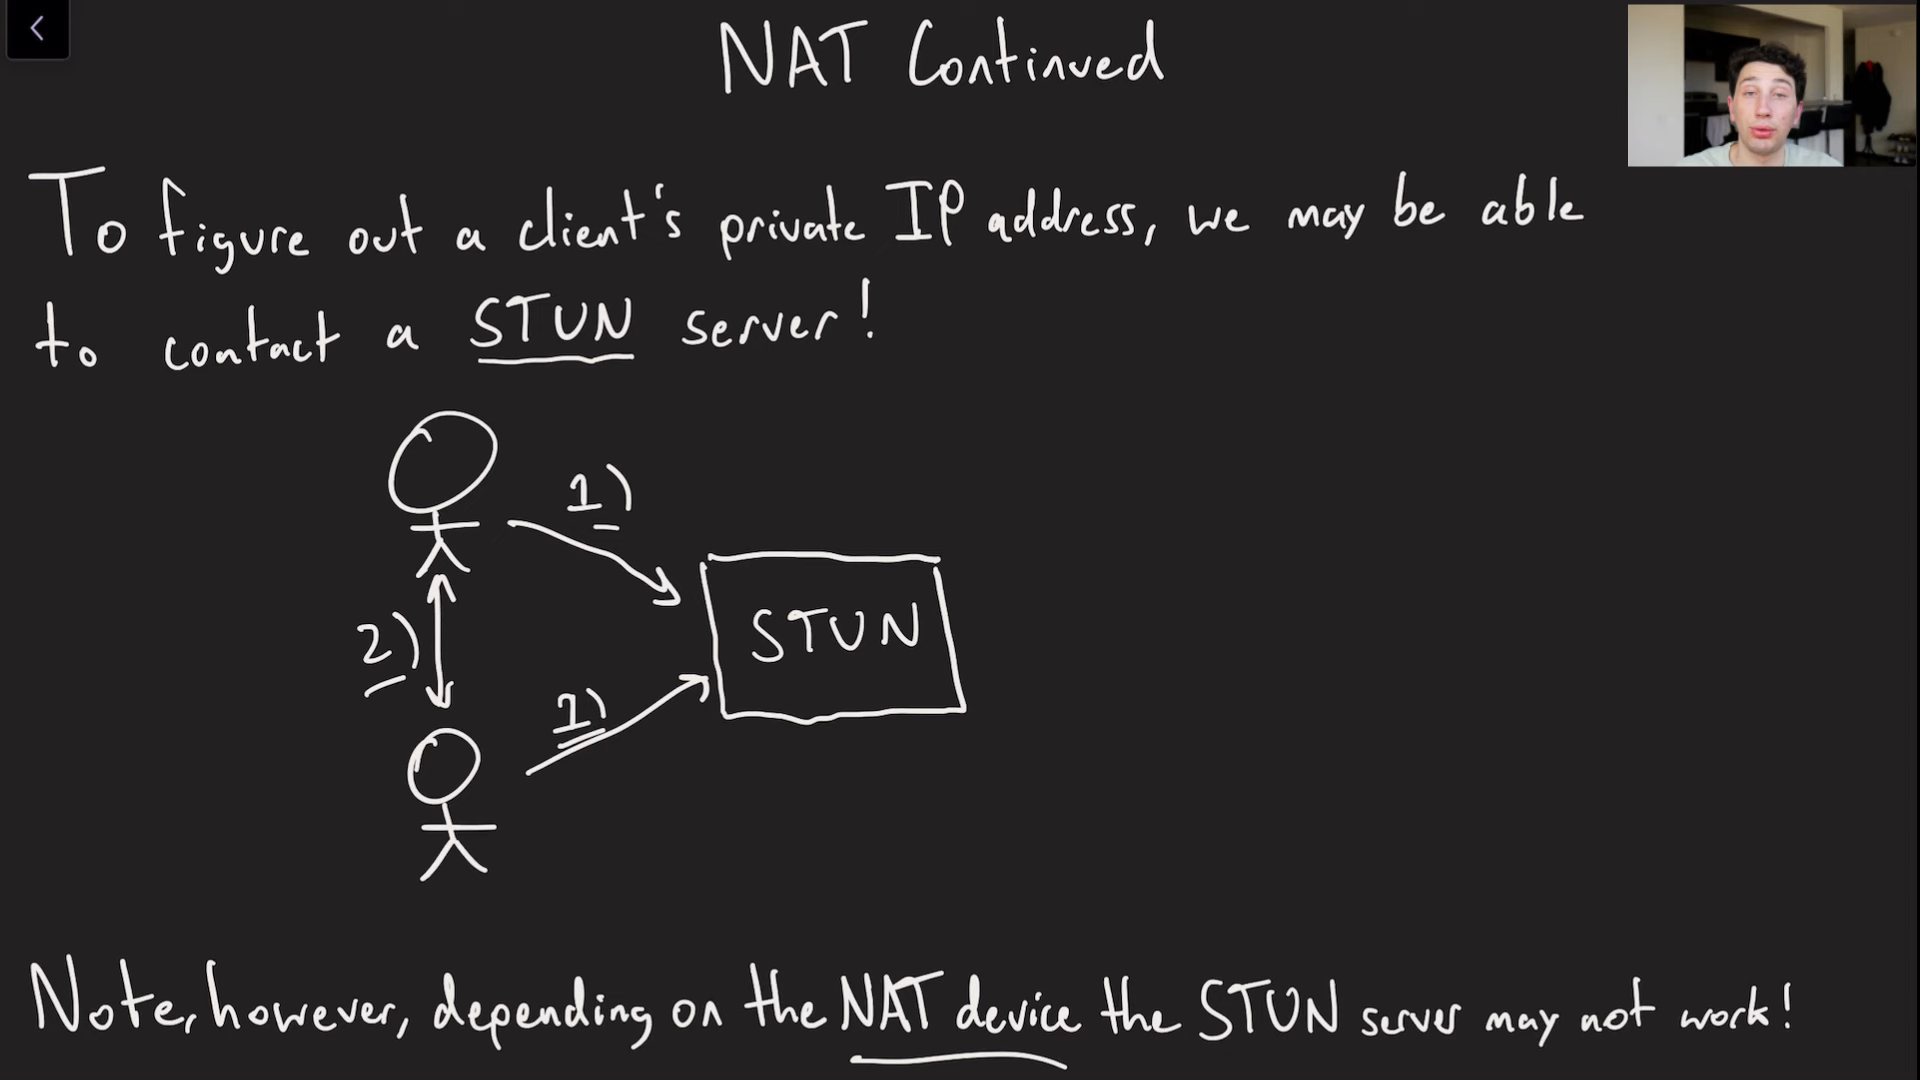 NAT Continued
To figure out a client's private IP address, we may be able
to contact a STUN server!
1)
STUN
2)
1)
Note, however, depending on the NAT device the STUN server may not work!